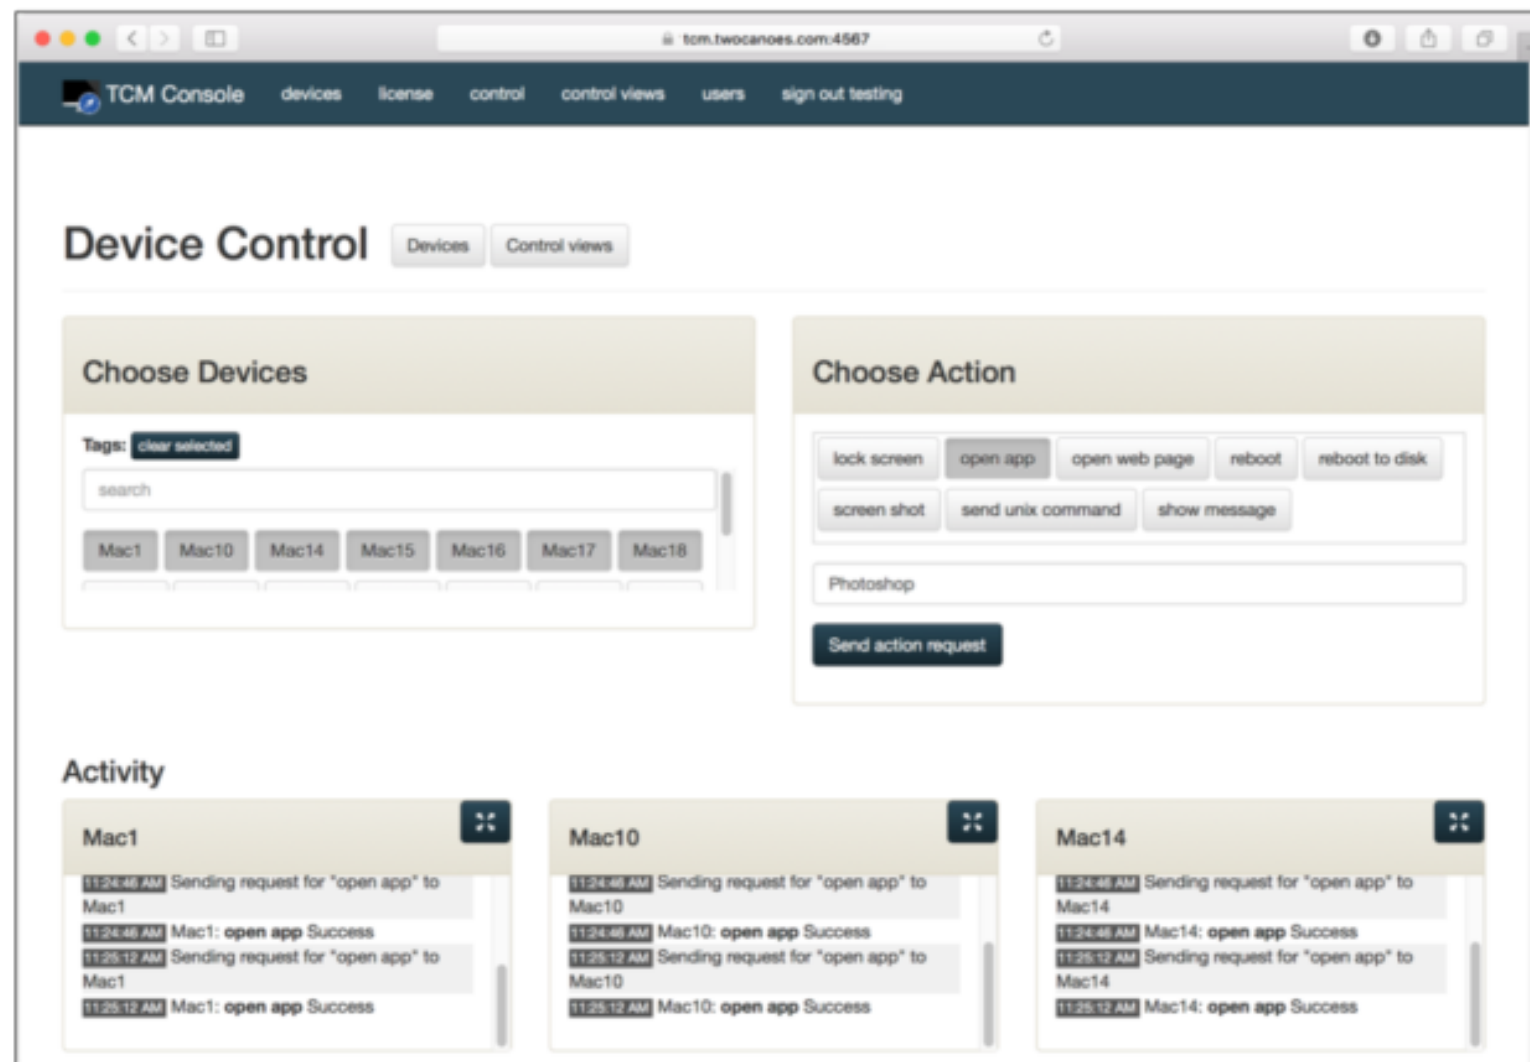 tcm.twocanoes.com:4567
TCM Console devices license control control views users sign out testing
Device Control Devices Control views
Choose Devices
Tags: clear selected
search
Mac1 Mac10 Mac14 Mac15 Mac16 Mac17 Mac18
Choose Action
lock screen open app open web page reboot reboot to disk
screen shot send unix command show message
Photoshop
Send action request
Activity
Mac1
11:24:46 AM Sending request for "open app" to
Mac1
11:24:46 AM Mac1: open app Success
11:25:12 AM Sending request for "open app" to
Mac1
11:25:12 AM Mac1: open app Success
Mac10
11:24:46 AM Sending request for "open app" to
Mac10
11:24:46 AM Mac10: open app Success
11:25:12 AM Sending request for "open app" to
Mac10
11:25:12 AM Mac10: open app Success
Mac14
11:24:46 AM Sending request for "open app" to
Mac14
11:24:46 AM Mac14: open app Success
11:25:12 AM Sending request for "open app" to
Mac14
11:25:12 AM Mac14: open app Success